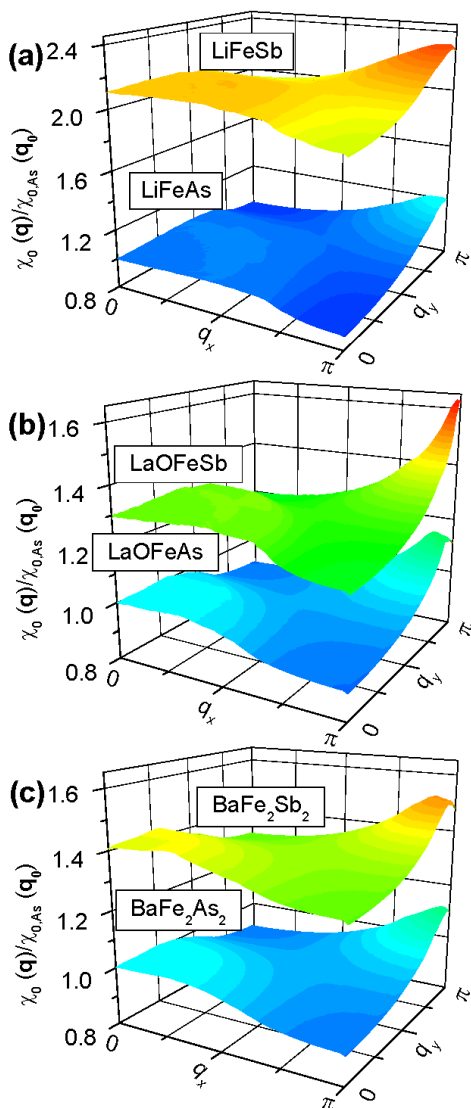 (a)
LiFeSb
LiFeAs
χ₀ (q)/χ₀,As (q₀)
2.4
2.0
1.6
1.2
0.8
0
qₓ
π
0
q_y
π
(b)
LaOFeSb
LaOFeAs
χ₀ (q)/χ₀,As (q₀)
1.6
1.4
1.2
1.0
0.8
0
qₓ
π
0
q_y
π
(c)
BaFe₂Sb₂
BaFe₂As₂
χ₀ (q)/χ₀,As (q₀)
1.6
1.4
1.2
1.0
0.8
0
qₓ
π
0
q_y
π